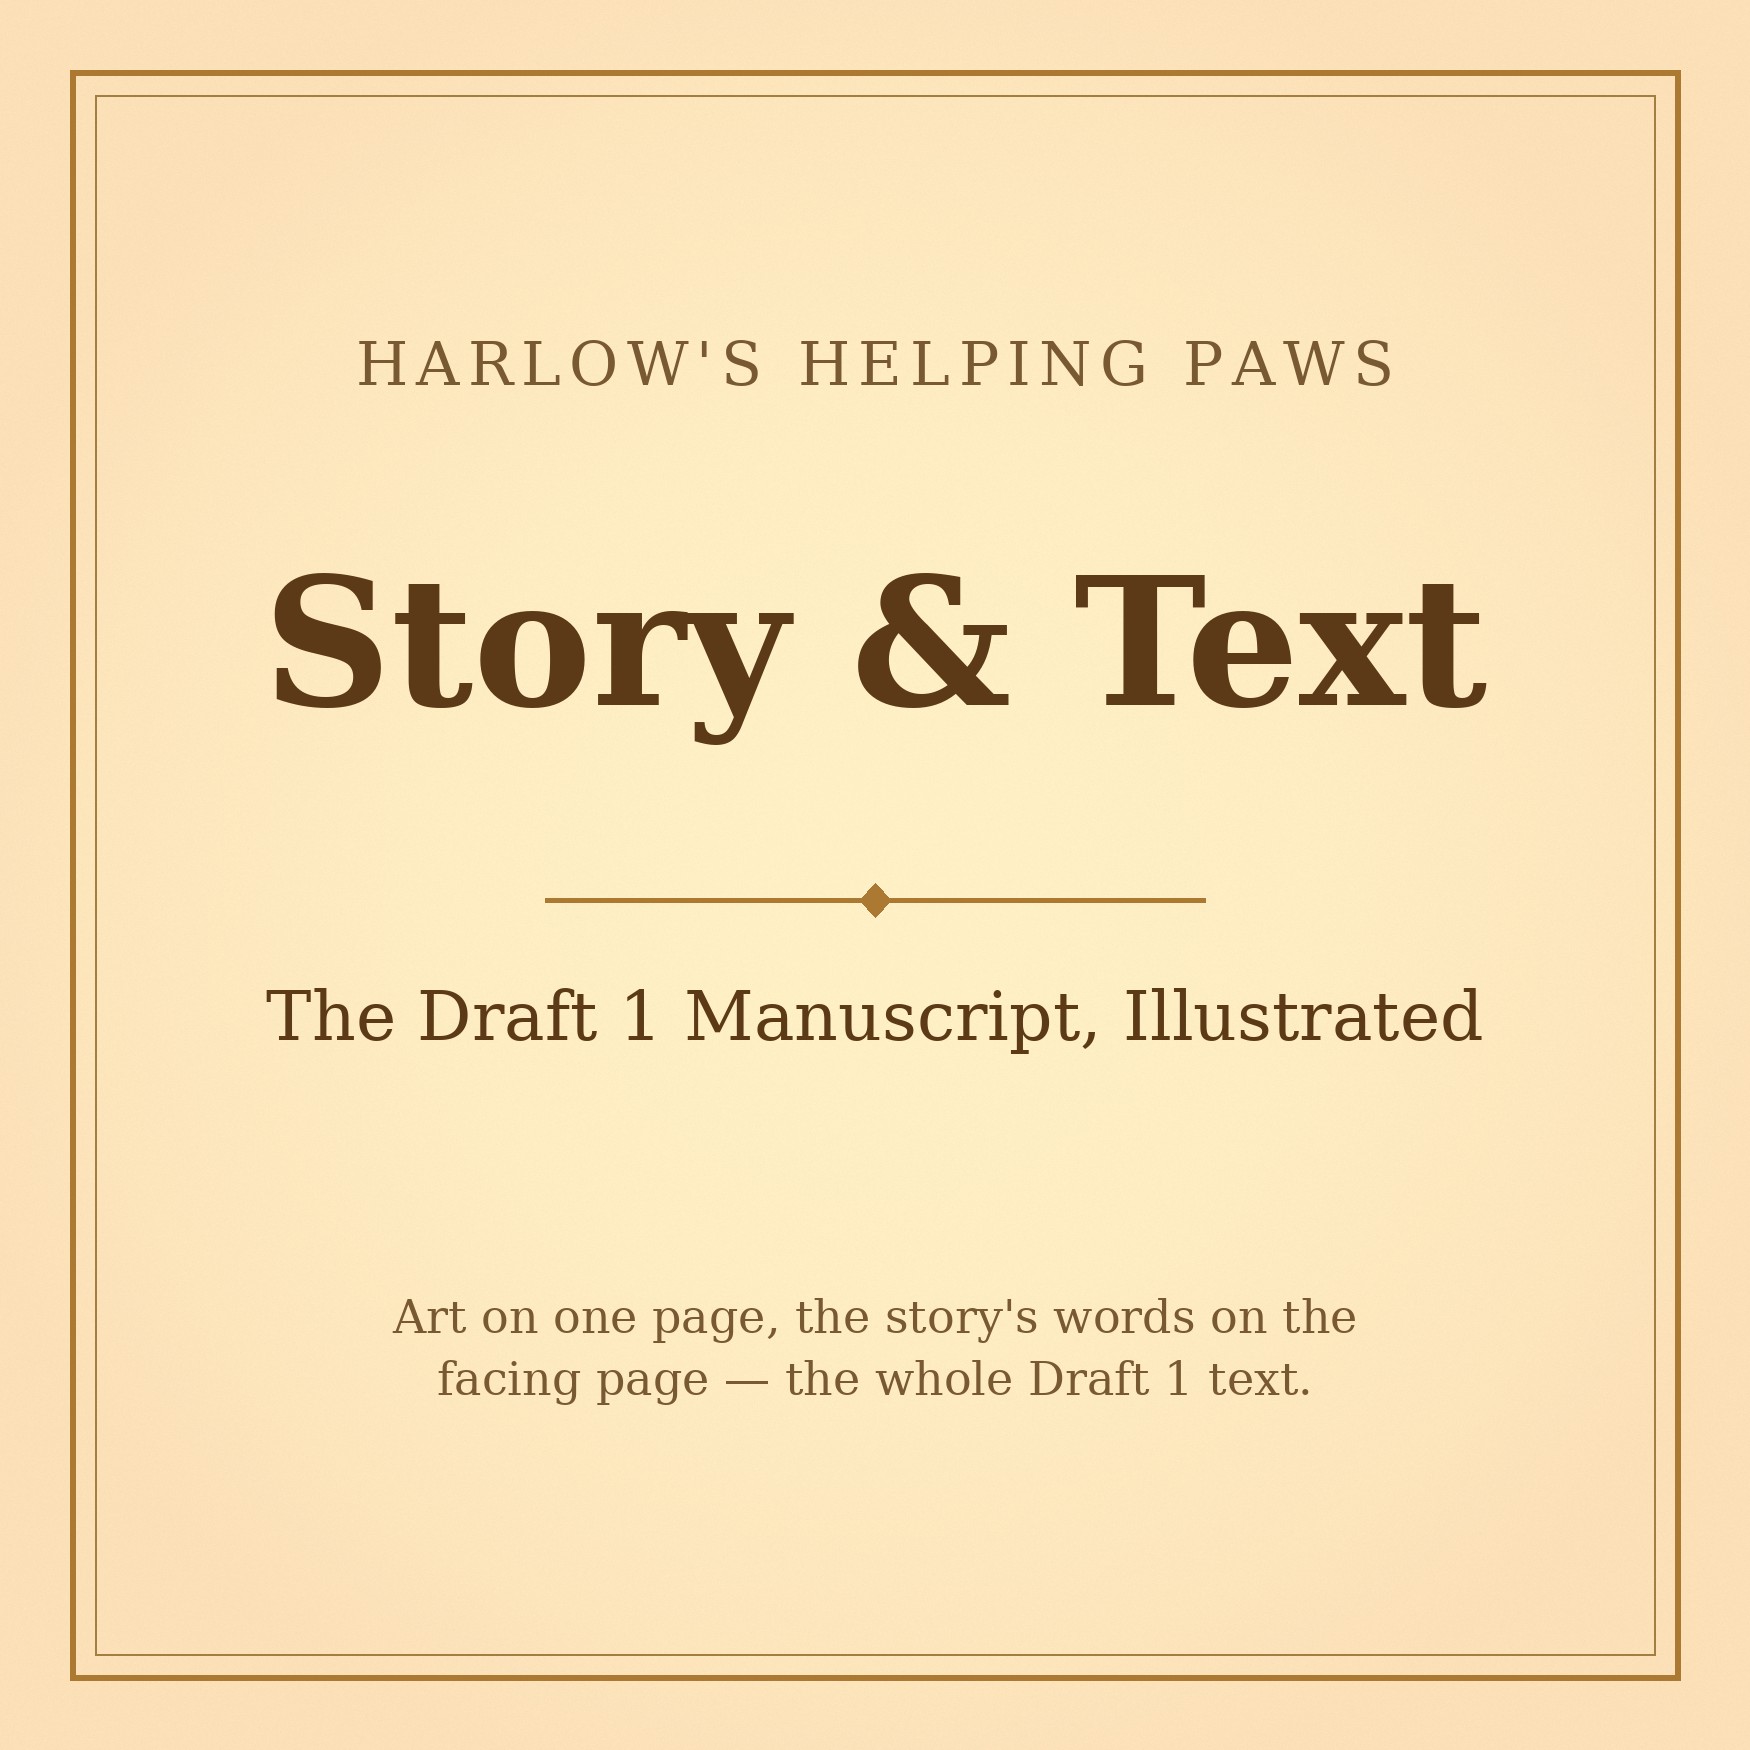 HARLOW'S HELPING PAWS
Story & Text
The Draft 1 Manuscript, Illustrated
Art on one page, the story's words on the
facing page — the whole Draft 1 text.